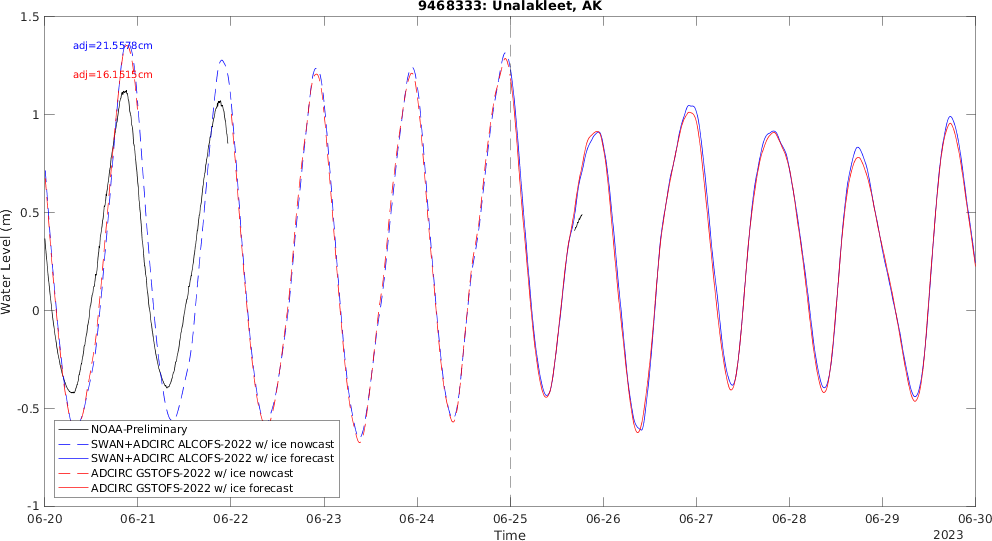 9468333: Unalakleet, AK
1.5
adj=21.5578cm
adj=16.1515cm
1
0.5
0
-0.5
-1
Water Level (m)
NOAA-Preliminary
SWAN+ADCIRC ALCOFS-2022 w/ ice nowcast
SWAN+ADCIRC ALCOFS-2022 w/ ice forecast
ADCIRC GSTOFS-2022 w/ ice nowcast
ADCIRC GSTOFS-2022 w/ ice forecast
06-20 06-21 06-22 06-23 06-24 06-25 06-26 06-27 06-28 06-29 06-30
Time
2023